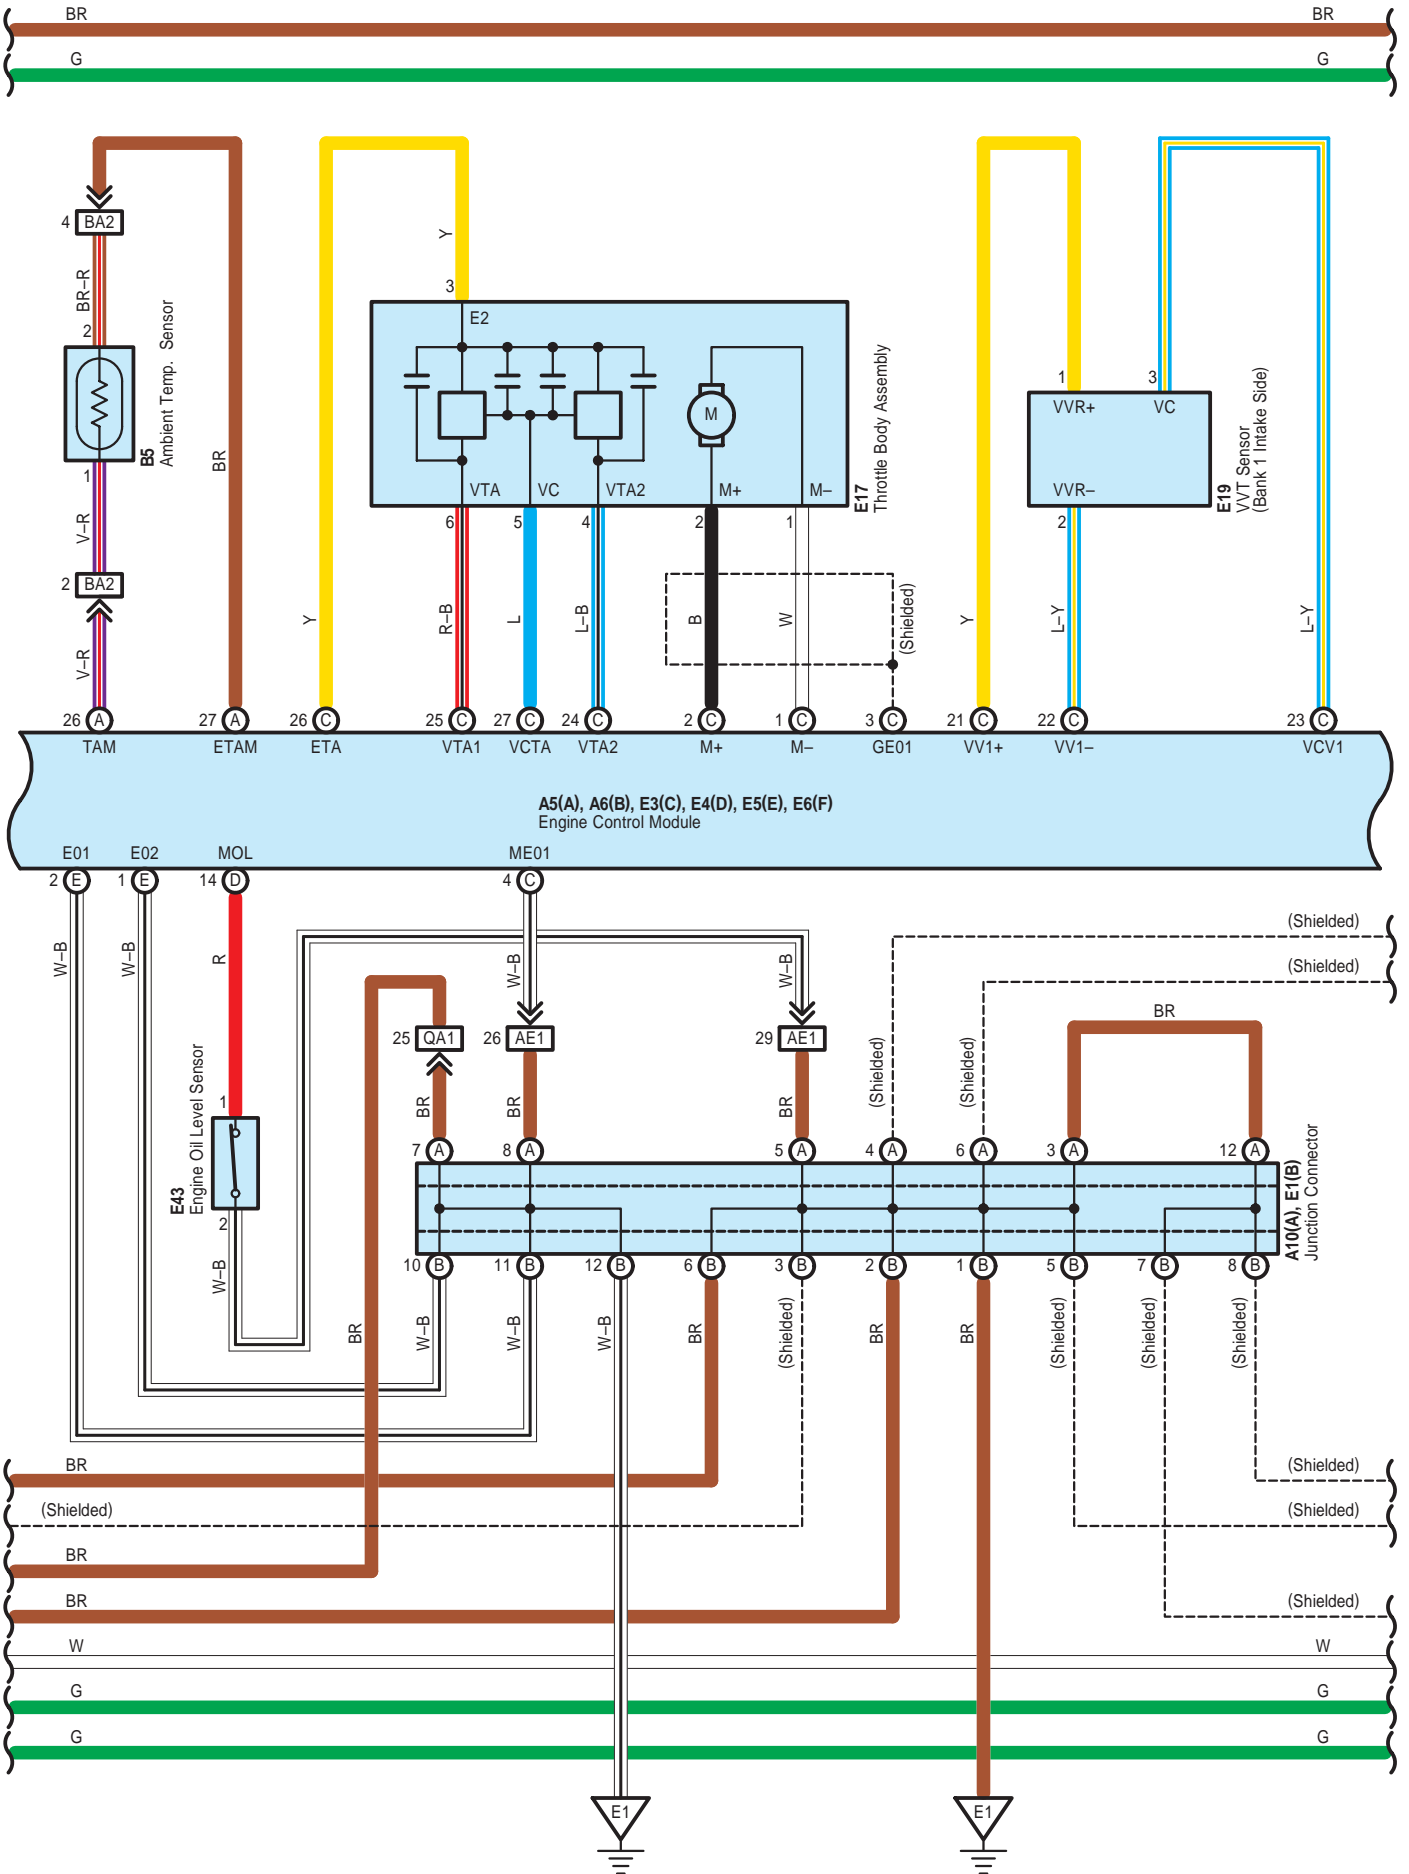 BR BR
G G
4 BA2
BR–R
2
B5
Ambient Temp. Sensor
1
V–R
2 BA2
V–R
BR
Y
Y
3
E2
VTA VC VTA2 M+ M–
M
E17
Throttle Body Assembly
6 5 4 2 1
R–B
L
L–B
B
W
(Shielded)
Y
1 3
VVR+ VC
VVR–
E19
VVT Sensor
(Bank 1 Intake Side)
2
L–Y
L–Y
26 A 27 A 26 C 25 C 27 C 24 C 2 C 1 C 3 C 21 C 22 C 23 C
TAM ETAM ETA VTA1 VCTA VTA2 M+ M– GE01 VV1+ VV1– VCV1
A5(A), A6(B), E3(C), E4(D), E5(E), E6(F)
Engine Control Module
E01 E02 MOL ME01
2 E 1 E 14 D 4 C
W–B
W–B
R
W–B
W–B
(Shielded)
(Shielded)
BR
25 QA1 26 AE1 29 AE1
BR
BR
BR
(Shielded)
(Shielded)
1
E43
Engine Oil Level Sensor
2
W–B
7 A 8 A 5 A 4 A 6 A 3 A 12 A
A10(A), E1(B)
Junction Connector
10 B 11 B 12 B 6 B 3 B 2 B 1 B 5 B 7 B 8 B
BR
W–B
W–B
W–B
BR
(Shielded)
BR
BR
(Shielded)
(Shielded)
(Shielded)
BR (Shielded)
(Shielded) (Shielded)
BR
BR (Shielded)
W W
G G
G G
E1 E1